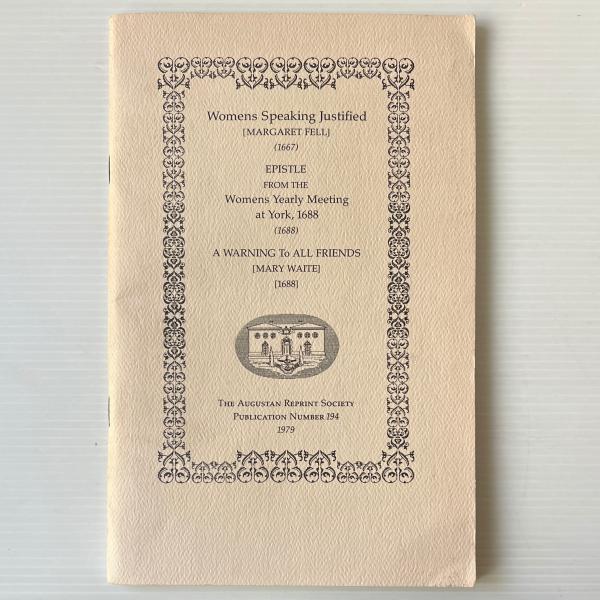 Womens Speaking Justified
[MARGARET FELL]
(1667)
EPISTLE
FROM THE
Womens Yearly Meeting
at York, 1688
(1688)
A WARNING To ALL FRIENDS
[MARY WAITE]
[1688]
THE AUGUSTAN REPRINT SOCIETY
PUBLICATION NUMBER 194
1979